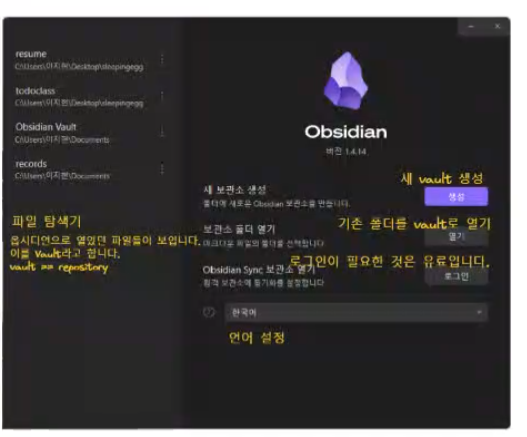 resume
C:\Users\이지현\Desktop\sleepingegg
todoclass
C:\Users\이지현\Desktop\sleepingegg
Obsidian Vault
C:\Users\이지현\Documents
records
C:\Users\이지현\Documents
파일 탐색기
옵시디언으로 열었던 파일들이 보입니다.
이를 Vault라고 합니다.
vault == repository
Obsidian
버전 1.4.14
새 vault 생성
새 보관소 생성
폴더에 새로운 Obsidian 보관소를 만듭니다.
생성
기존 폴더를 vault로 열기
보관소 폴더 열기
마크다운 파일의 폴더를 선택합니다.
열기
로그인이 필요한 것은 유료입니다.
Obsidian Sync 보관소 열기
원격 보관소에 동기화를 설정합니다
로그인
한국어
언어 설정